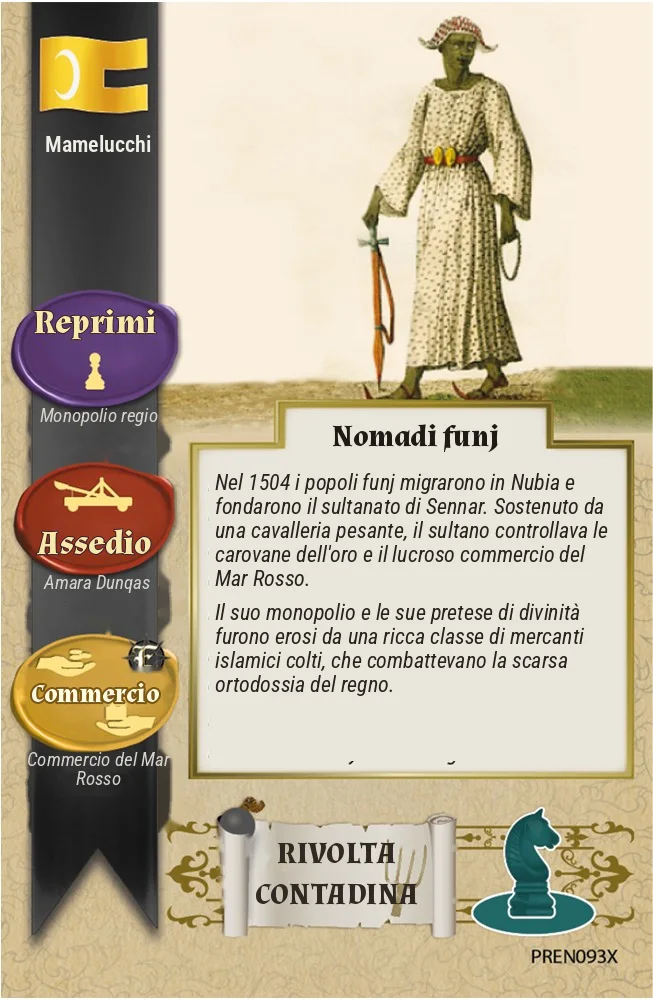 Mamelucchi
Reprimi
Monopolio regio
Assedio
Amara Dunqas
Commercio
Commercio del Mar
Rosso
Nomadi funj
Nel 1504 i popoli funj migrarono in Nubia e
fondarono il sultanato di Sennar. Sostenuto da
una cavalleria pesante, il sultano controllava le
carovane dell'oro e il lucroso commercio del
Mar Rosso.
Il suo monopolio e le sue pretese di divinità
furono erosi da una ricca classe di mercanti
islamici colti, che combattevano la scarsa
ortodossia del regno.
RIVOLTA
CONTADINA
PREN093X